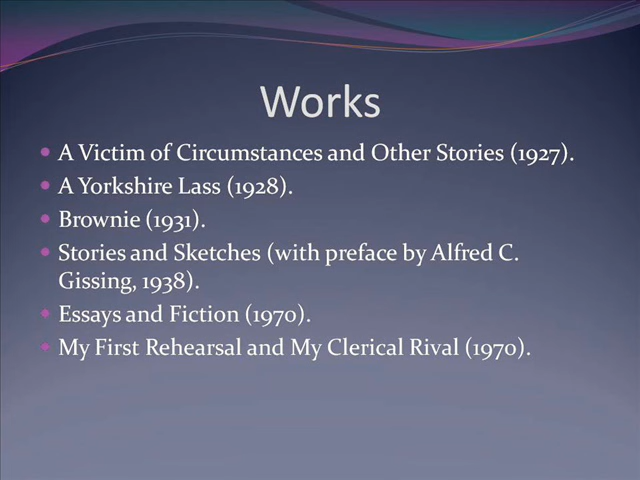 Works
A Victim of Circumstances and Other Stories (1927).
A Yorkshire Lass (1928).
Brownie (1931).
Stories and Sketches (with preface by Alfred C.
Gissing, 1938).
Essays and Fiction (1970).
My First Rehearsal and My Clerical Rival (1970).